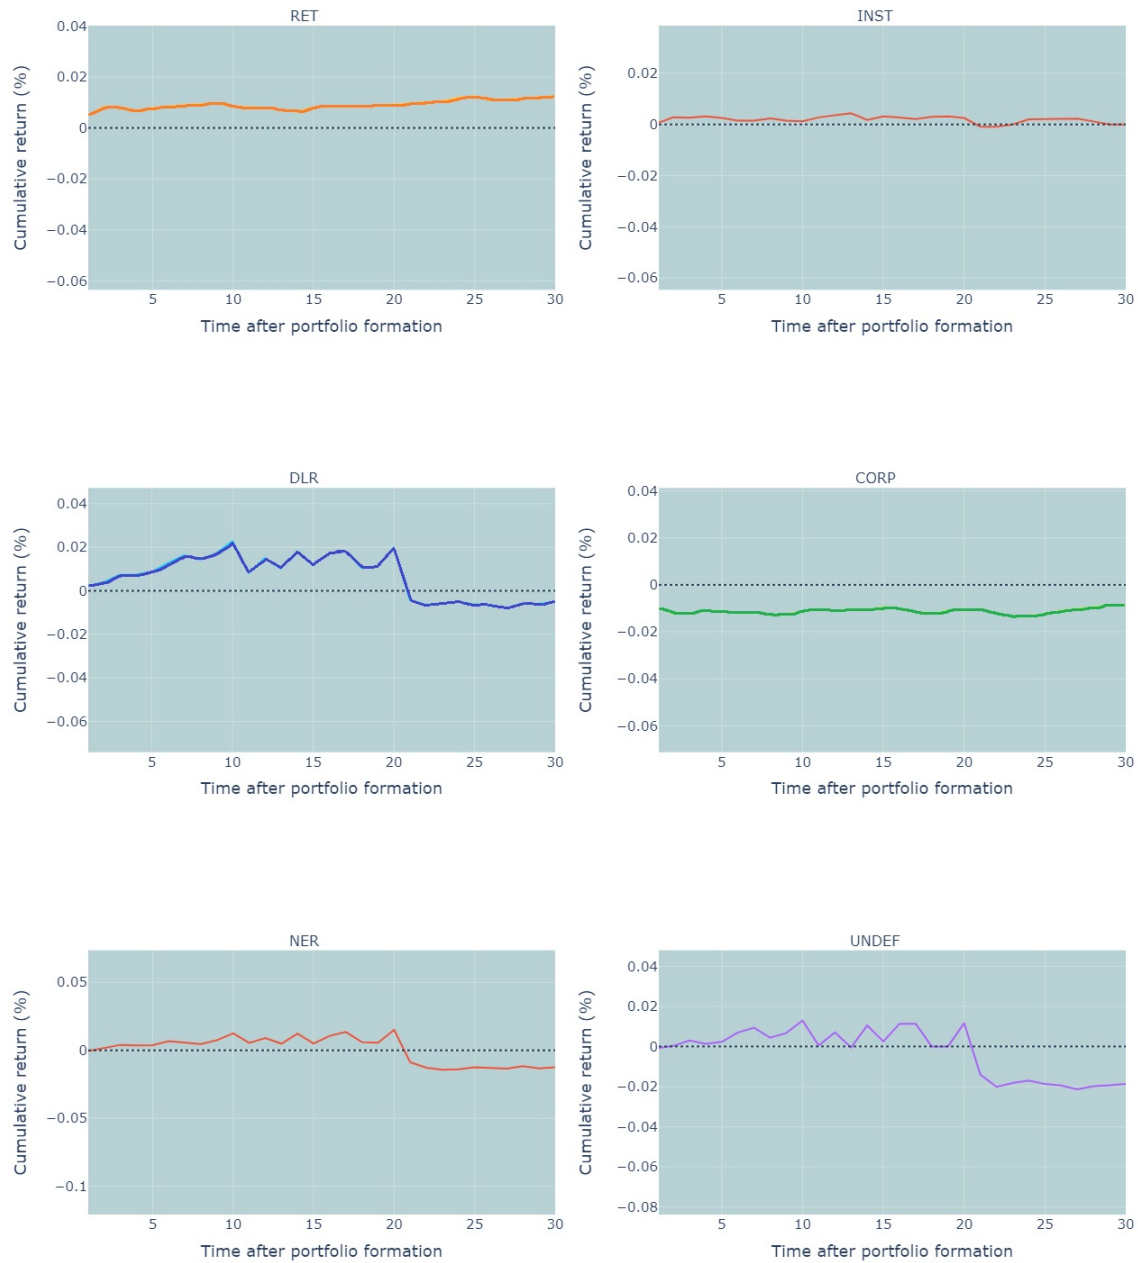 RET
0.04
0.02
0
−0.02
−0.04
−0.06
Cumulative return (%)
5 10 15 20 25 30
Time after portfolio formation
INST
0.02
0
−0.02
−0.04
−0.06
Cumulative return (%)
5 10 15 20 25 30
Time after portfolio formation
DLR
0.04
0.02
0
−0.02
−0.04
−0.06
Cumulative return (%)
5 10 15 20 25 30
Time after portfolio formation
CORP
0.04
0.02
0
−0.02
−0.04
−0.06
Cumulative return (%)
5 10 15 20 25 30
Time after portfolio formation
NER
0.05
0
−0.05
−0.1
Cumulative return (%)
5 10 15 20 25 30
Time after portfolio formation
UNDEF
0.04
0.02
0
−0.02
−0.04
−0.06
−0.08
Cumulative return (%)
5 10 15 20 25 30
Time after portfolio formation